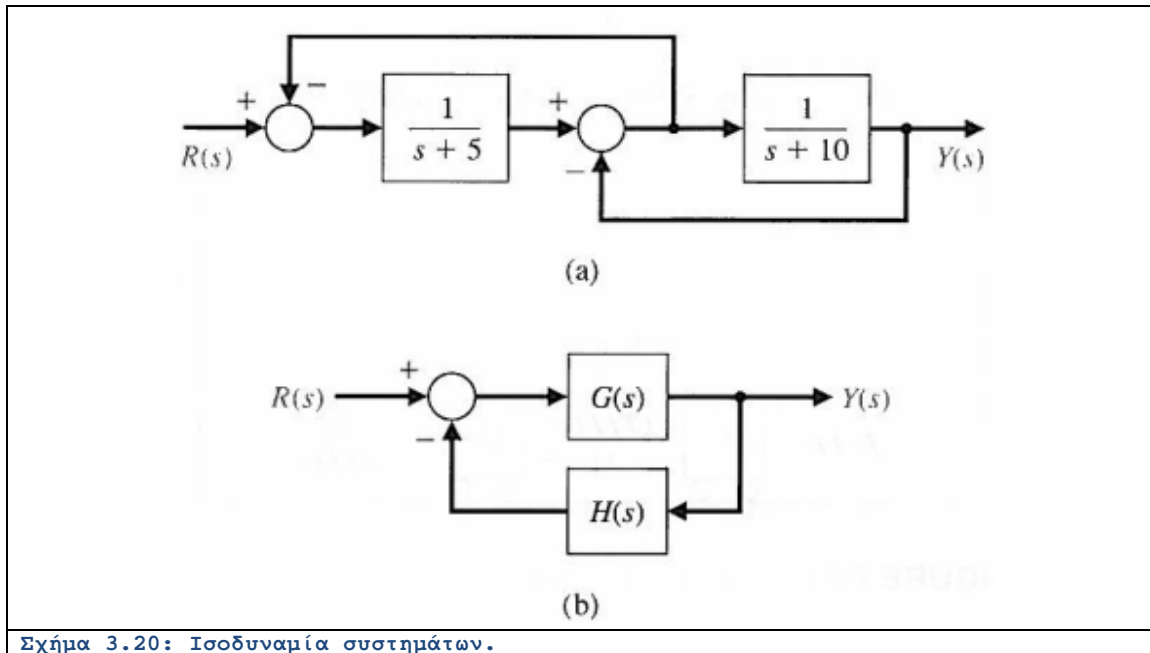 −
+
1
s + 5
+
−
1
s + 10
R(s)
Y(s)
(a)
R(s)
+
−
G(s)
Y(s)
H(s)
(b)
Σχήμα 3.20: Ισοδυναμία συστημάτων.